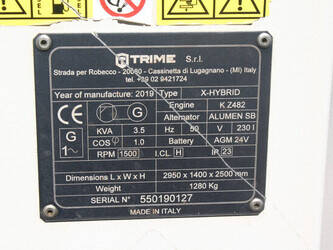 TRIME S.r.l.
Strada per Robecco - 20080 - Cassinetta di Lugagnano - (MI) Italy
tel. +39 02 9421724
Year of manufacture: 2019 Type X-HYBRID
Engine K Z482
G Alternator ALUMEN SB
G KVA 3.5 Hz 50 V 230 I
1~ COS φ 1.0 Battery AGM 24V
RPM 1500 I.CL H IP 23
Dimensions L x W x H 2950 x 1400 x 2500 mm
Weight 1280 Kg
SERIAL N° 550190127
MADE IN ITALY